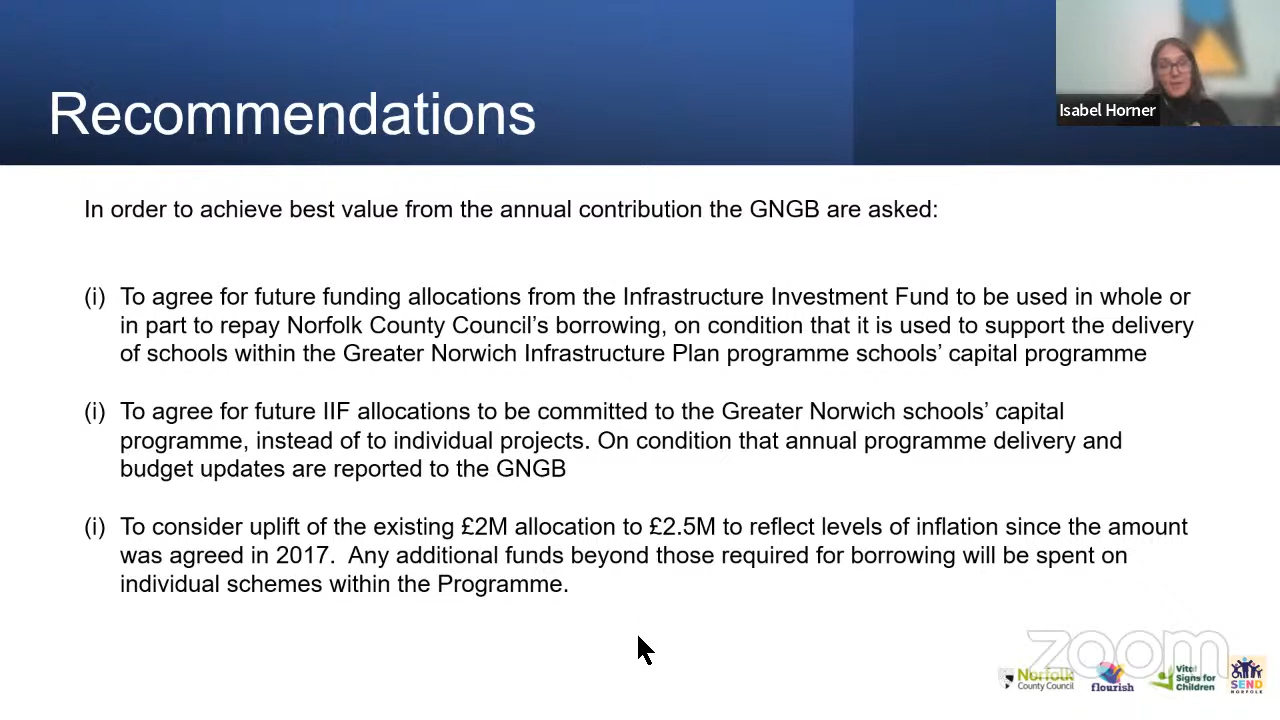 Recommendations
Isabel Horner
In order to achieve best value from the annual contribution the GNGB are asked:
(i) To agree for future funding allocations from the Infrastructure Investment Fund to be used in whole or
in part to repay Norfolk County Council’s borrowing, on condition that it is used to support the delivery
of schools within the Greater Norwich Infrastructure Plan programme schools’ capital programme
(i) To agree for future IIF allocations to be committed to the Greater Norwich schools’ capital
programme, instead of to individual projects. On condition that annual programme delivery and
budget updates are reported to the GNGB
(i) To consider uplift of the existing £2M allocation to £2.5M to reflect levels of inflation since the amount
was agreed in 2017.  Any additional funds beyond those required for borrowing will be spent on
individual schemes within the Programme.
zoom
Norfolk
County Council
flourish
Vital
Signs for
Children
SEND
NORFOLK